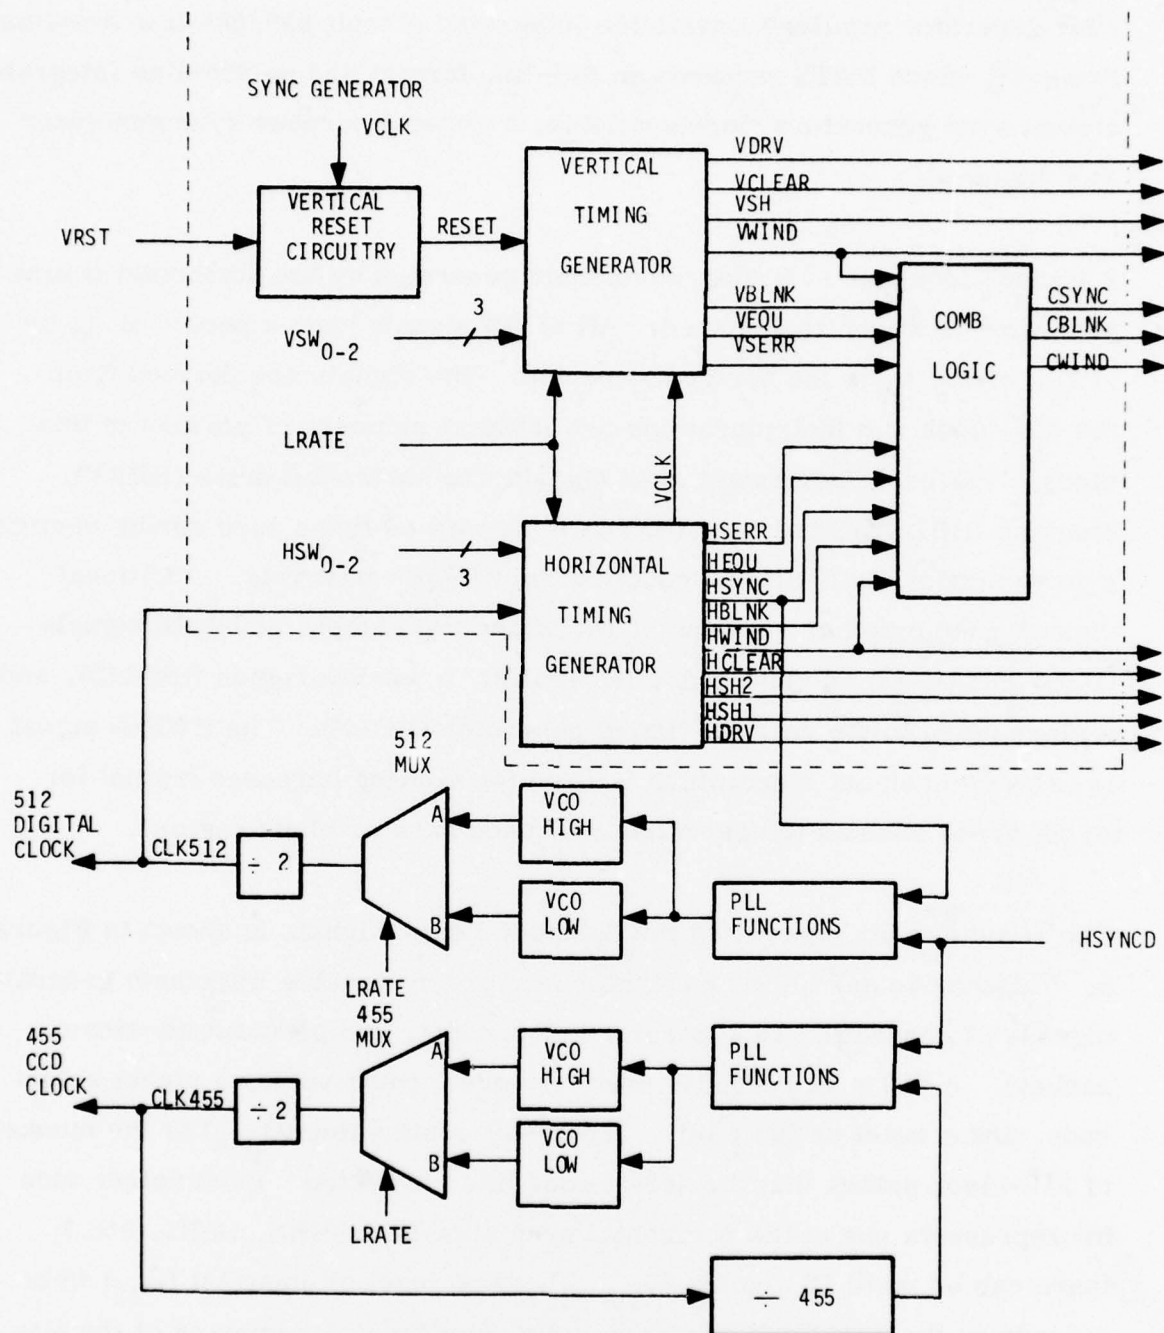 SYNC GENERATOR
VCLK
VERTICAL
RESET
CIRCUITRY
VRST
RESET
VERTICAL
TIMING
GENERATOR
VDRV
VCLEAR
VSH
VWIND
VBLNK
VEQU
VSERR
3
VSW0-2
COMB
LOGIC
CSYNC
CBLNK
CWIND
LRATE
VCLK
HSW0-2
3
HORIZONTAL
TIMING
GENERATOR
HSERR
HEQU
HSYNC
HBLNK
HWIND
HCLEAR
HSH2
HSH1
HDRV
512
MUX
512
DIGITAL
CLOCK
CLK512
÷ 2
A
B
VCO
HIGH
VCO
LOW
PLL
FUNCTIONS
HSYNCD
LRATE
455
MUX
455
CCD
CLOCK
CLK455
÷ 2
A
B
VCO
HIGH
VCO
LOW
PLL
FUNCTIONS
LRATE
÷ 455